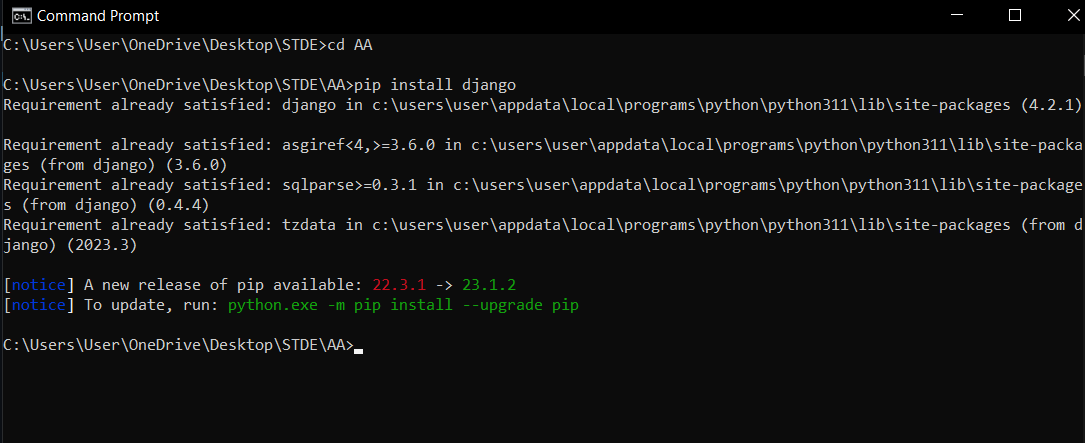 Command Prompt
C:\Users\User\OneDrive\Desktop\STDE>cd AA
C:\Users\User\OneDrive\Desktop\STDE\AA>pip install django
Requirement already satisfied: django in c:\users\user\appdata\local\programs\python\python311\lib\site-packages (4.2.1)
Requirement already satisfied: asgiref<4,>=3.6.0 in c:\users\user\appdata\local\programs\python\python311\lib\site-packa
ges (from django) (3.6.0)
Requirement already satisfied: sqlparse>=0.3.1 in c:\users\user\appdata\local\programs\python\python311\lib\site-package
s (from django) (0.4.4)
Requirement already satisfied: tzdata in c:\users\user\appdata\local\programs\python\python311\lib\site-packages (from d
jango) (2023.3)
[notice] A new release of pip available: 22.3.1 -> 23.1.2
[notice] To update, run: python.exe -m pip install --upgrade pip
C:\Users\User\OneDrive\Desktop\STDE\AA>